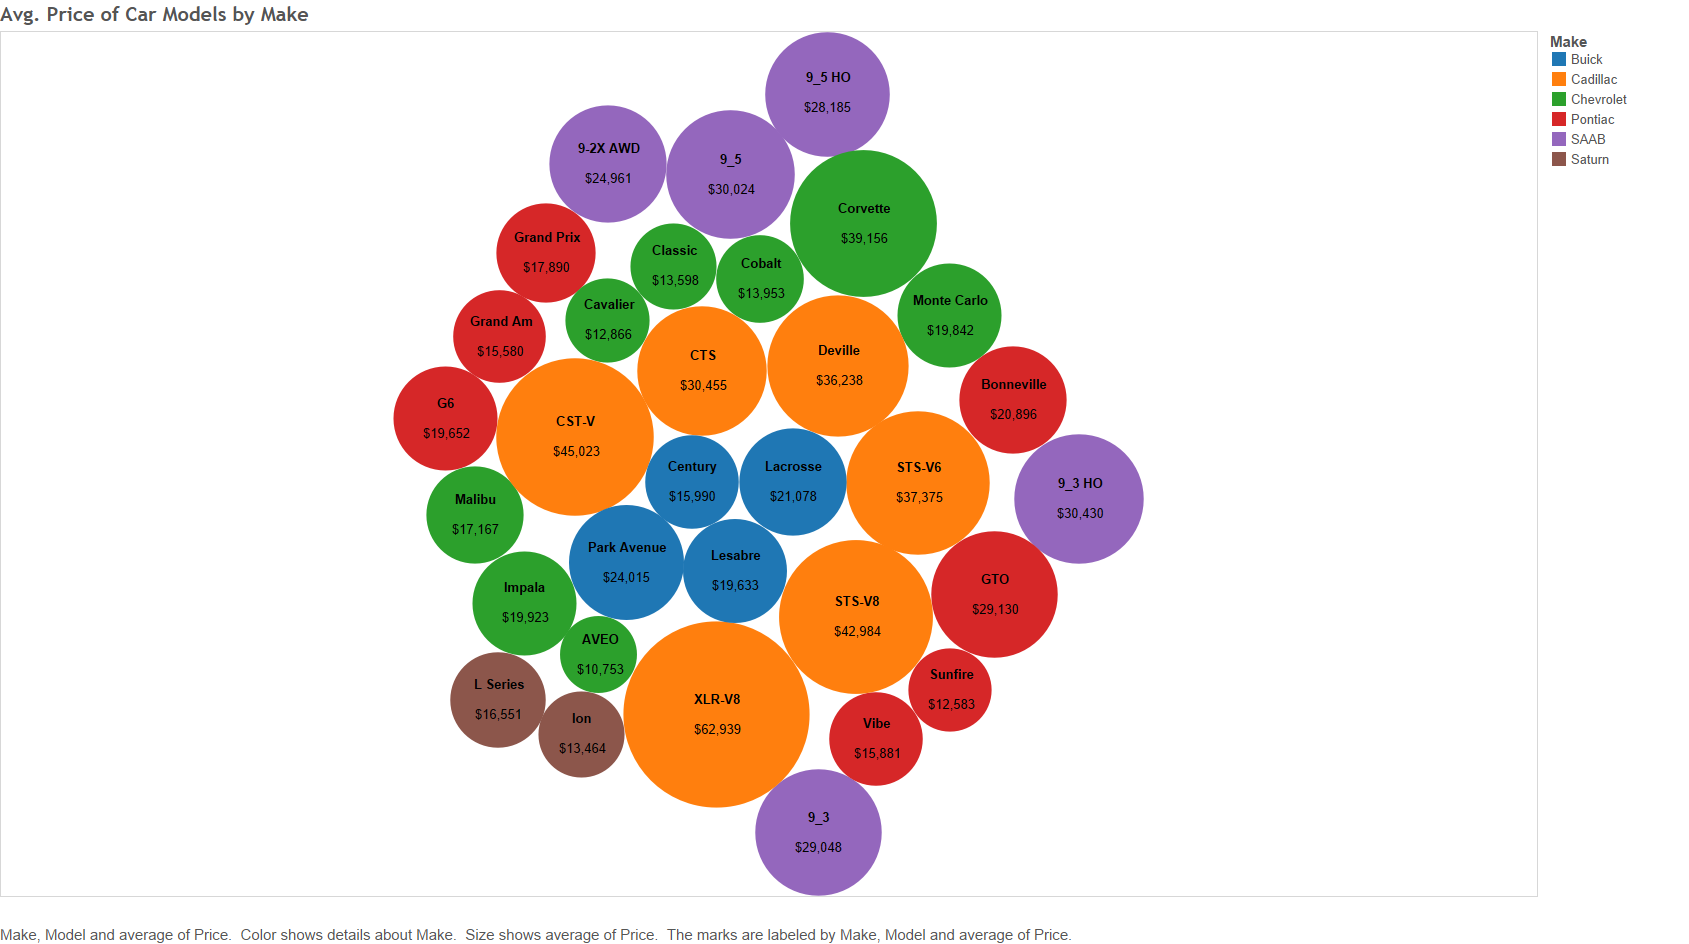 Avg. Price of Car Models by Make
Make
Buick
Cadillac
Chevrolet
Pontiac
SAAB
Saturn
9_5 HO
$28,185
9-2X AWD
$24,961
9_5
$30,024
Corvette
$39,156
Grand Prix
$17,890
Classic
$13,598
Cobalt
$13,953
Cavalier
$12,866
Monte Carlo
$19,842
Grand Am
$15,580
CTS
$30,455
Deville
$36,238
Bonneville
$20,896
G6
$19,652
CST-V
$45,023
Century
$15,990
Lacrosse
$21,078
STS-V6
$37,375
9_3 HO
$30,430
Malibu
$17,167
Park Avenue
$24,015
Lesabre
$19,633
Impala
$19,923
STS-V8
$42,984
GTO
$29,130
AVEO
$10,753
L Series
$16,551
Ion
$13,464
XLR-V8
$62,939
Sunfire
$12,583
Vibe
$15,881
9_3
$29,048
Make, Model and average of Price.  Color shows details about Make.  Size shows average of Price.  The marks are labeled by Make, Model and average of Price.